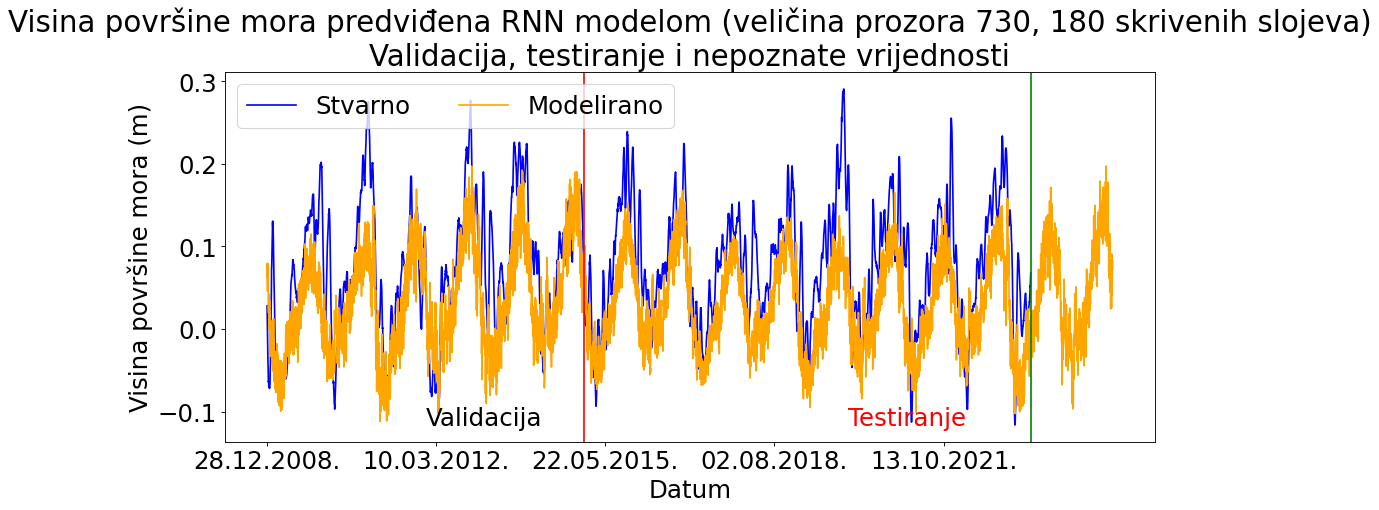 Visina površine mora predviđena RNN modelom (veličina prozora 730, 180 skrivenih slojeva)
Validacija, testiranje i nepoznate vrijednosti
Visina površine mora (m)
0.3
0.2
0.1
0.0
−0.1
Stvarno
Modelirano
Validacija
Testiranje
28.12.2008.
10.03.2012.
22.05.2015.
02.08.2018.
13.10.2021.
Datum